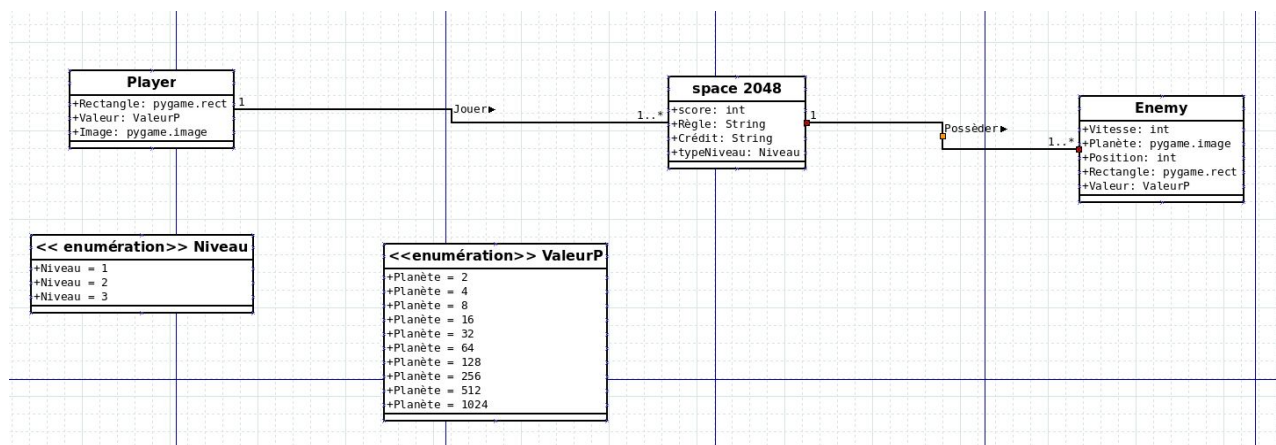 Player
+Rectangle: pygame.rect
+Valeur: ValeurP
+Image: pygame.image
1
Jouer
1..*
space 2048
+score: int
+Règle: String
+Crédit: String
+typeNiveau: Niveau
1
Possèder
1..*
Enemy
+Vitesse: int
+Planète: pygame.image
+Position: int
+Rectangle: pygame.rect
+Valeur: ValeurP
<< enumération>> Niveau
+Niveau = 1
+Niveau = 2
+Niveau = 3
<<enumération>> ValeurP
+Planète = 2
+Planète = 4
+Planète = 8
+Planète = 16
+Planète = 32
+Planète = 64
+Planète = 128
+Planète = 256
+Planète = 512
+Planète = 1024